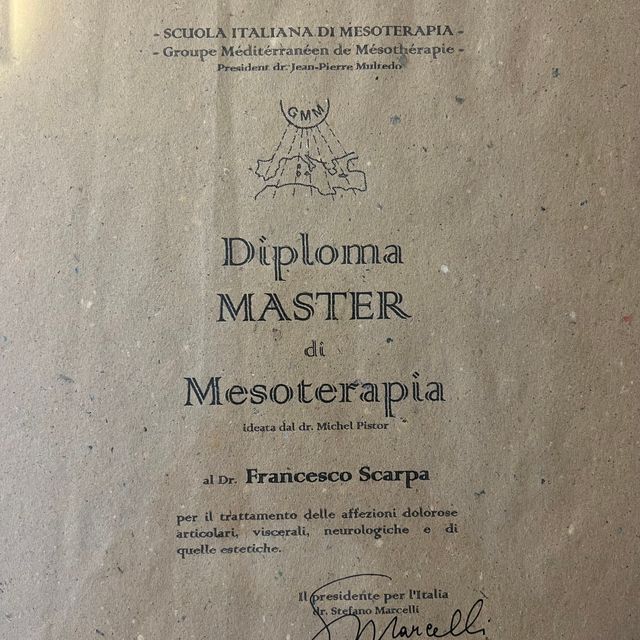 - SCUOLA ITALIANA DI MESOTERAPIA -
- Groupe Méditérranéen de Mésothérapie -
President dr. Jean-Pierre Multedo
GMM
Diploma
MASTER
di
Mesoterapia
ideata dal dr. Michel Pistor
al Dr. Francesco Scarpa
per il trattamento delle affezioni dolorose
articolari, viscerali, neurologiche e di
quelle estetiche.
Il presidente per l'Italia
dr. Stefano Marcelli
Marcelli